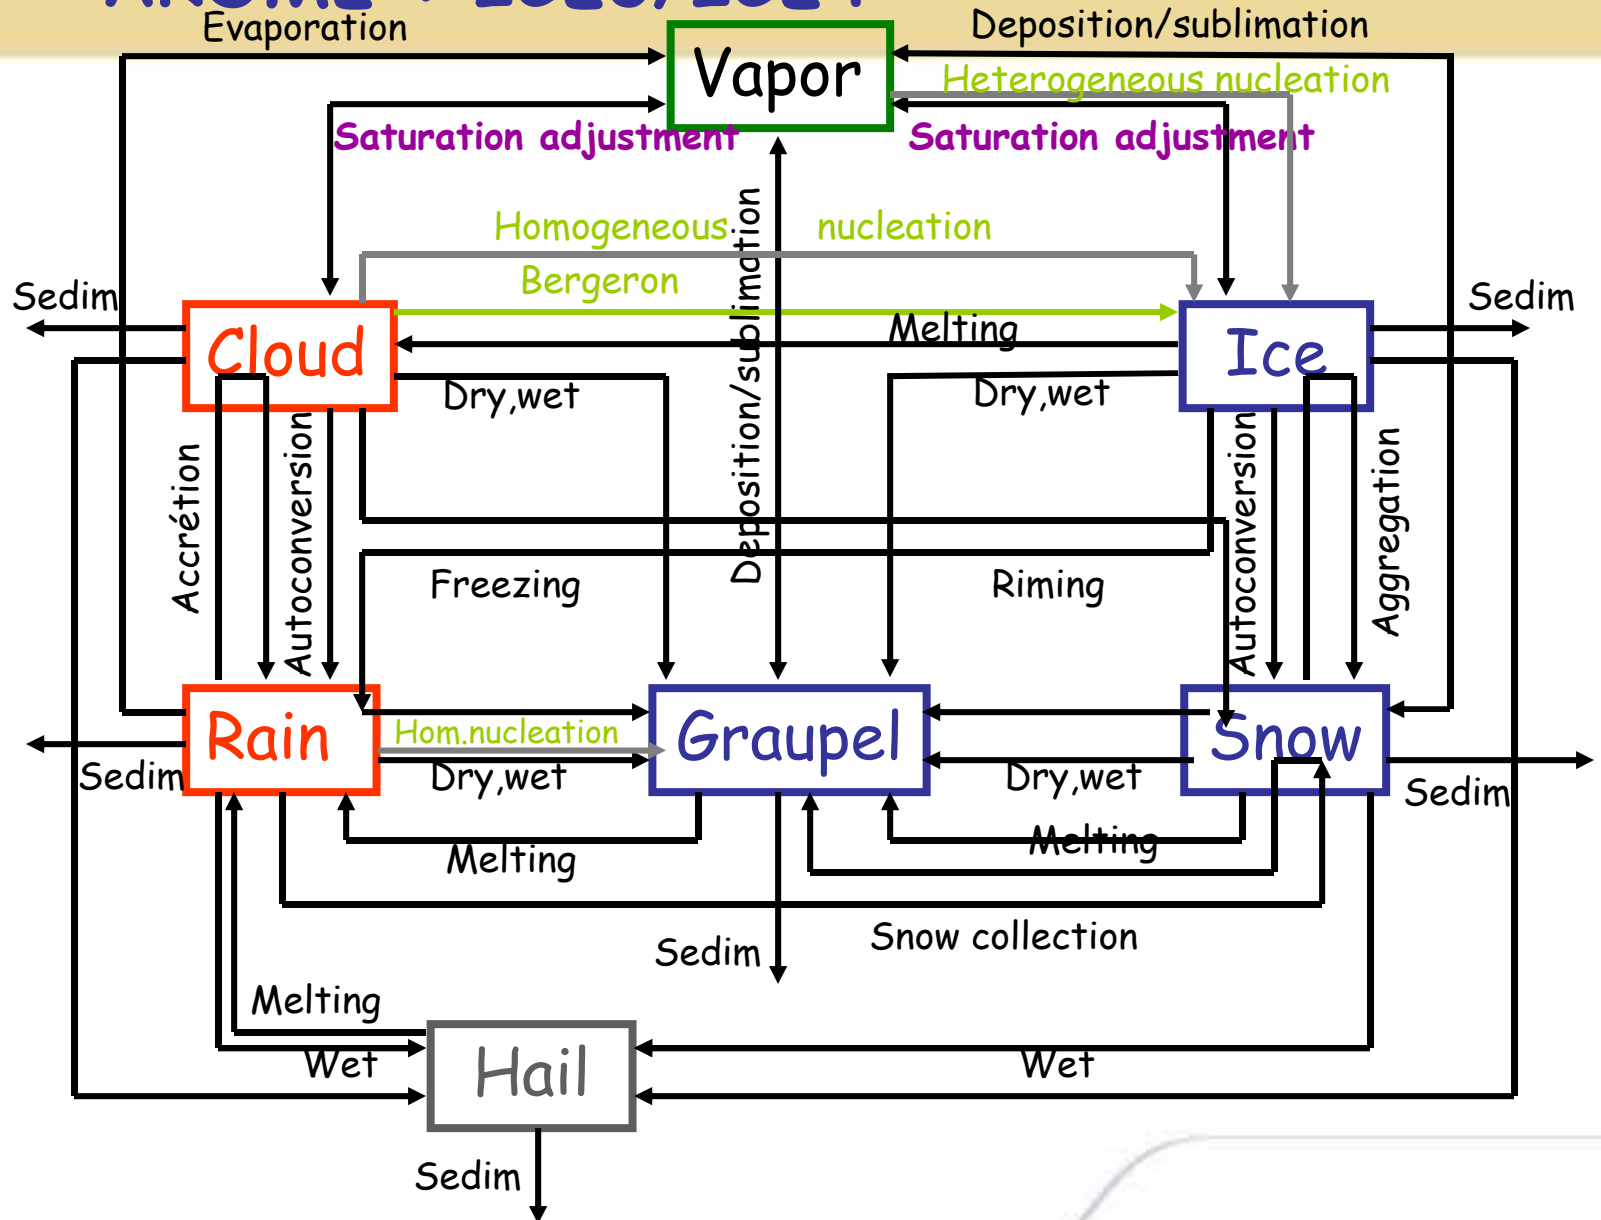 Evaporation
Deposition/sublimation
Vapor
Heterogeneous nucleation
Saturation adjustment
Saturation adjustment
Homogeneous nucleation
Bergeron
Deposition/sublimation
Sedim
Sedim
Cloud
Melting
Ice
Dry,wet
Dry,wet
Accrétion
Autoconversion
Autoconversion
Aggregation
Freezing
Riming
Rain
Hom.nucleation
Graupel
Snow
Sedim
Dry,wet
Dry,wet
Sedim
Melting
Melting
Snow collection
Sedim
Melting
Wet
Hail
Wet
Sedim